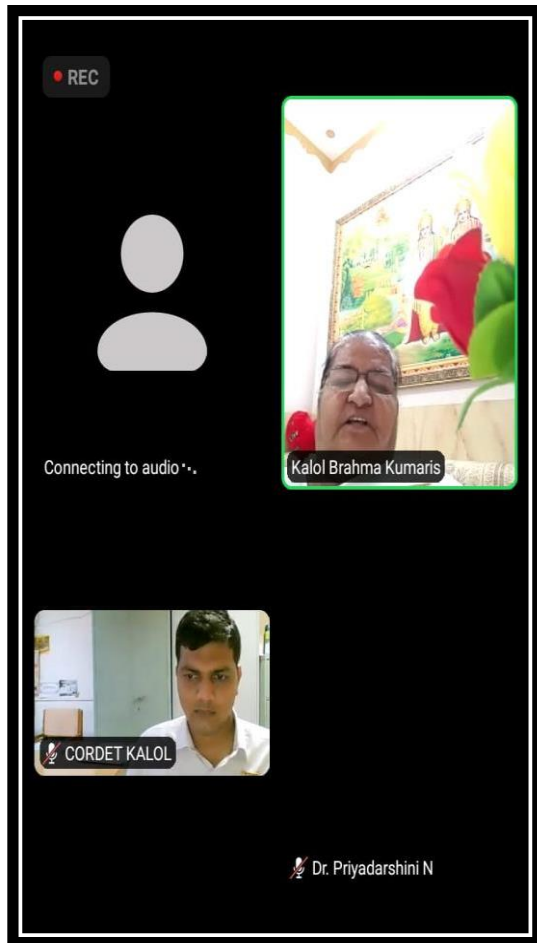 REC
Connecting to audio
Kalol Brahma Kumaris
CORDET KALOL
Dr. Priyadarshini N